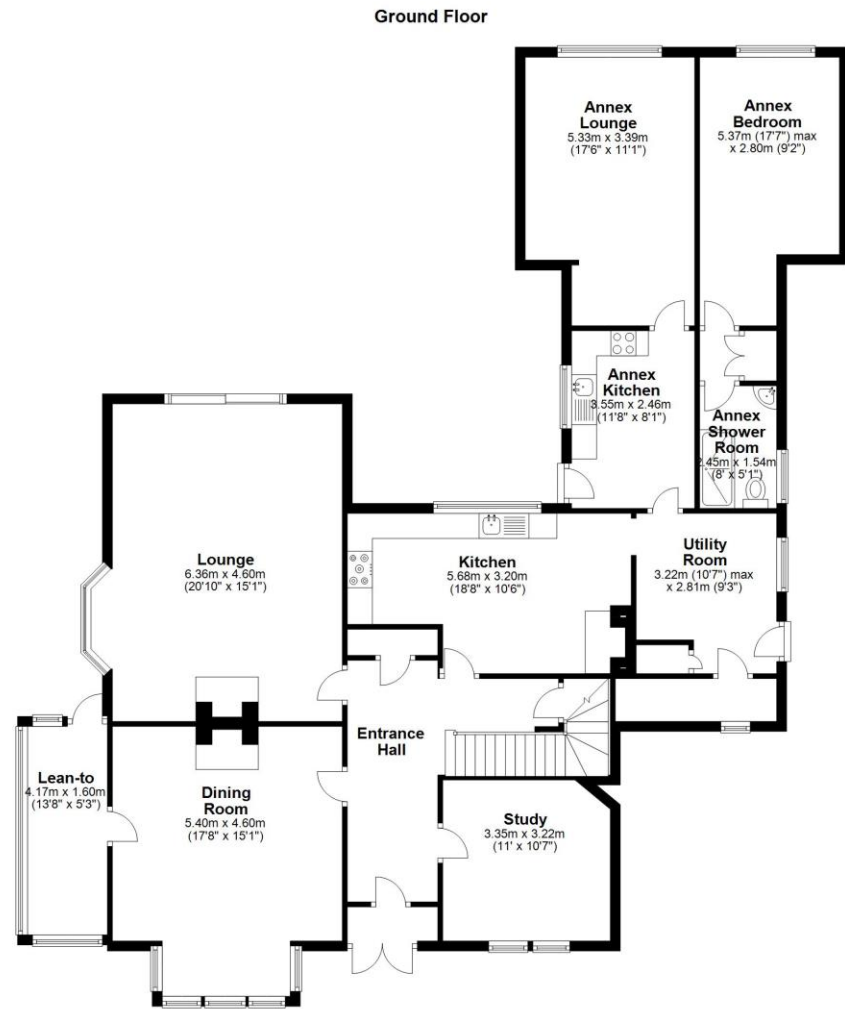 Ground Floor
Annex
Lounge
5.33m x 3.39m
(17'6" x 11'1")
Annex
Bedroom
5.37m (17'7") max
x 2.80m (9'2")
Annex
Kitchen
3.55m x 2.46m
(11'8" x 8'1")
Annex
Shower
Room
2.45m x 1.54m
(8' x 5'1")
Lounge
6.36m x 4.60m
(20'10" x 15'1")
Kitchen
5.68m x 3.20m
(18'8" x 10'6")
Utility
Room
3.22m (10'7") max
x 2.81m (9'3")
Entrance
Hall
Lean-to
4.17m x 1.60m
(13'8" x 5'3")
Dining
Room
5.40m x 4.60m
(17'8" x 15'1")
Study
3.35m x 3.22m
(11' x 10'7")